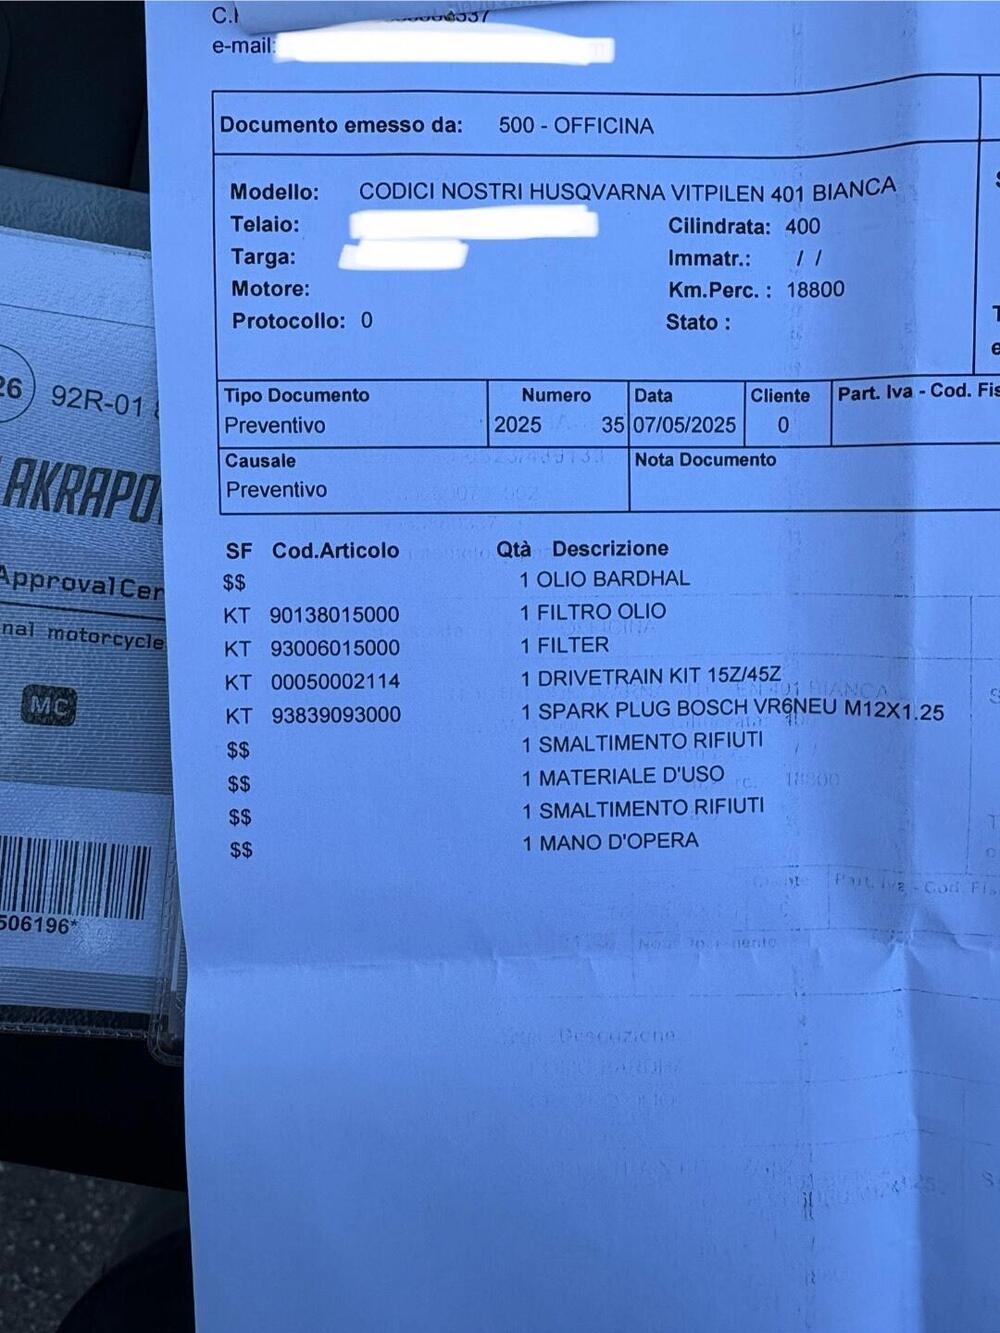 e-mail:
Documento emesso da: 500 - OFFICINA
Modello: CODICI NOSTRI HUSQVARNA VITPILEN 401 BIANCA
Telaio: Cilindrata: 400
Targa: Immatr.: / /
Motore: Km.Perc. : 18800
Protocollo: 0 Stato :
Tipo Documento Numero Data Cliente Part. Iva - Cod. Fis
Preventivo 2025 35 07/05/2025 0
Causale Nota Documento
Preventivo
SF Cod.Articolo Qtà Descrizione
$$ 1 OLIO BARDHAL
KT 90138015000 1 FILTRO OLIO
KT 93006015000 1 FILTER
KT 00050002114 1 DRIVETRAIN KIT 15Z/45Z
KT 93839093000 1 SPARK PLUG BOSCH VR6NEU M12X1.25
$$ 1 SMALTIMENTO RIFIUTI
$$ 1 MATERIALE D'USO
$$ 1 SMALTIMENTO RIFIUTI
$$ 1 MANO D'OPERA
26 92R-01
AKRAPO
ApprovalCer
nal motorcycle
MC
506196*